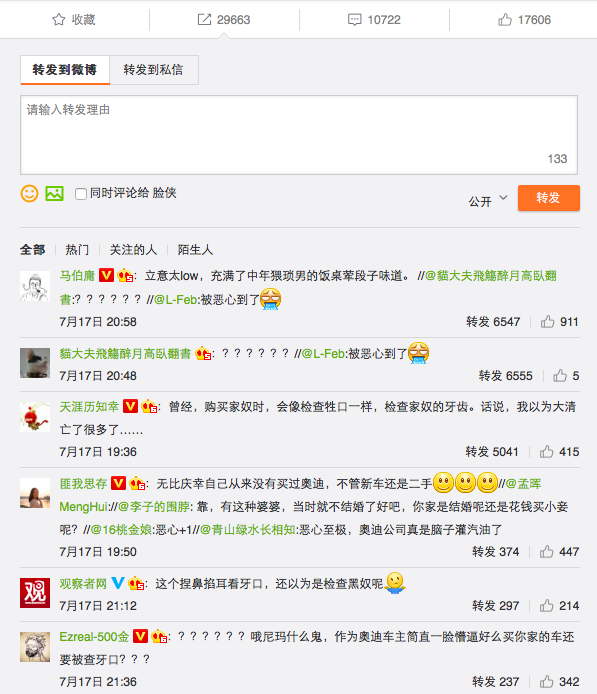 收藏 29663 10722 17606
转发到微博 转发到私信
请输入转发理由
133
同时评论给 脸侠 公开 转发
全部 热门 关注的人 陌生人
马伯庸：立意太low，充满了中年猥琐男的饭桌荤段子味道。 //@貓大夫飛觴醉月高臥翻
書:？？？？？？//@L-Feb:被恶心到了
7月17日 20:58 转发 6547 911
貓大夫飛觴醉月高臥翻書：？？？？？？//@L-Feb:被恶心到了
7月17日 20:48 转发 6555 5
天涯历知幸：曾经，购买家奴时，会像检查牲口一样，检查家奴的牙齿。话说，我以为大清
亡了很多了……
7月17日 19:36 转发 5041 415
匪我思存：无比庆幸自己从来没有买过奥迪，不管新车还是二手//@孟晖
MengHui://@李子的围脖: 靠，有这种婆婆，当时就不结婚了好吧，你家是结婚呢还是花钱买小妾
呢？//@16桃金娘:恶心+1//@青山绿水长相知:恶心至极，奥迪公司真是脑子灌汽油了
7月17日 19:50 转发 374 447
观察者网：这个捏鼻掐耳看牙口，还以为是检查黑奴呢
7月17日 21:12 转发 297 214
Ezreal-500金：？？？？？？哦尼玛什么鬼，作为奥迪车主简直一脸懵逼好么买你家的车还
要被查牙口？？？
7月17日 21:36 转发 237 342